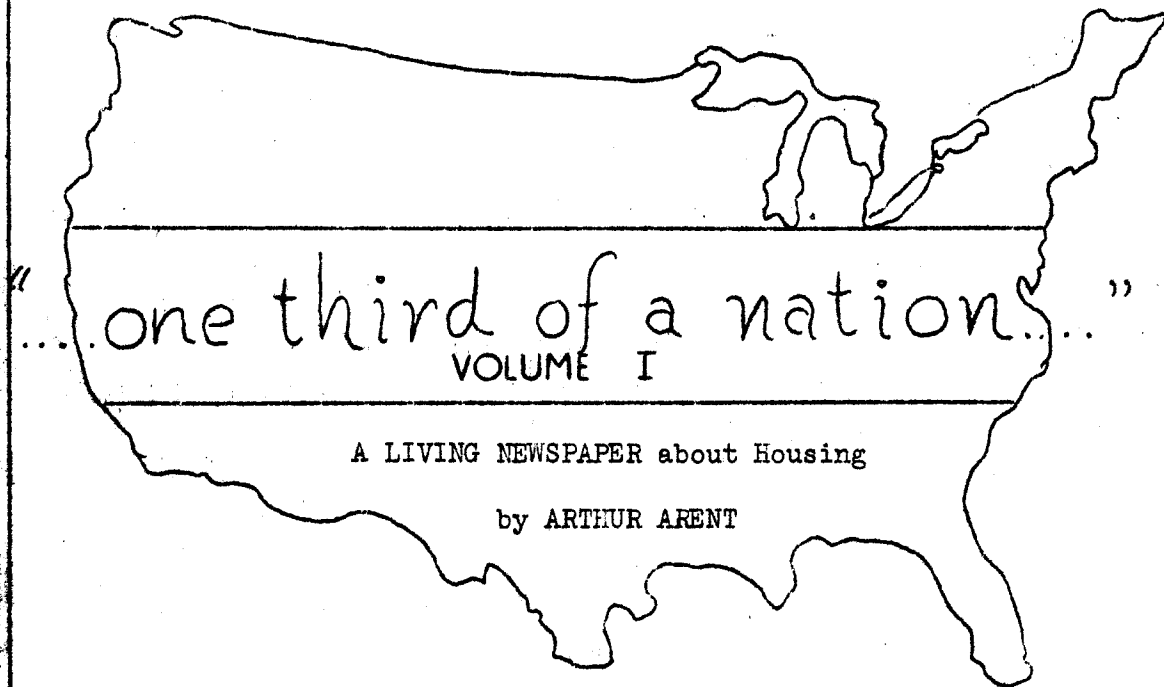 “.....one third of a nation.....”
VOLUME I
A LIVING NEWSPAPER about Housing
by ARTHUR ARENT